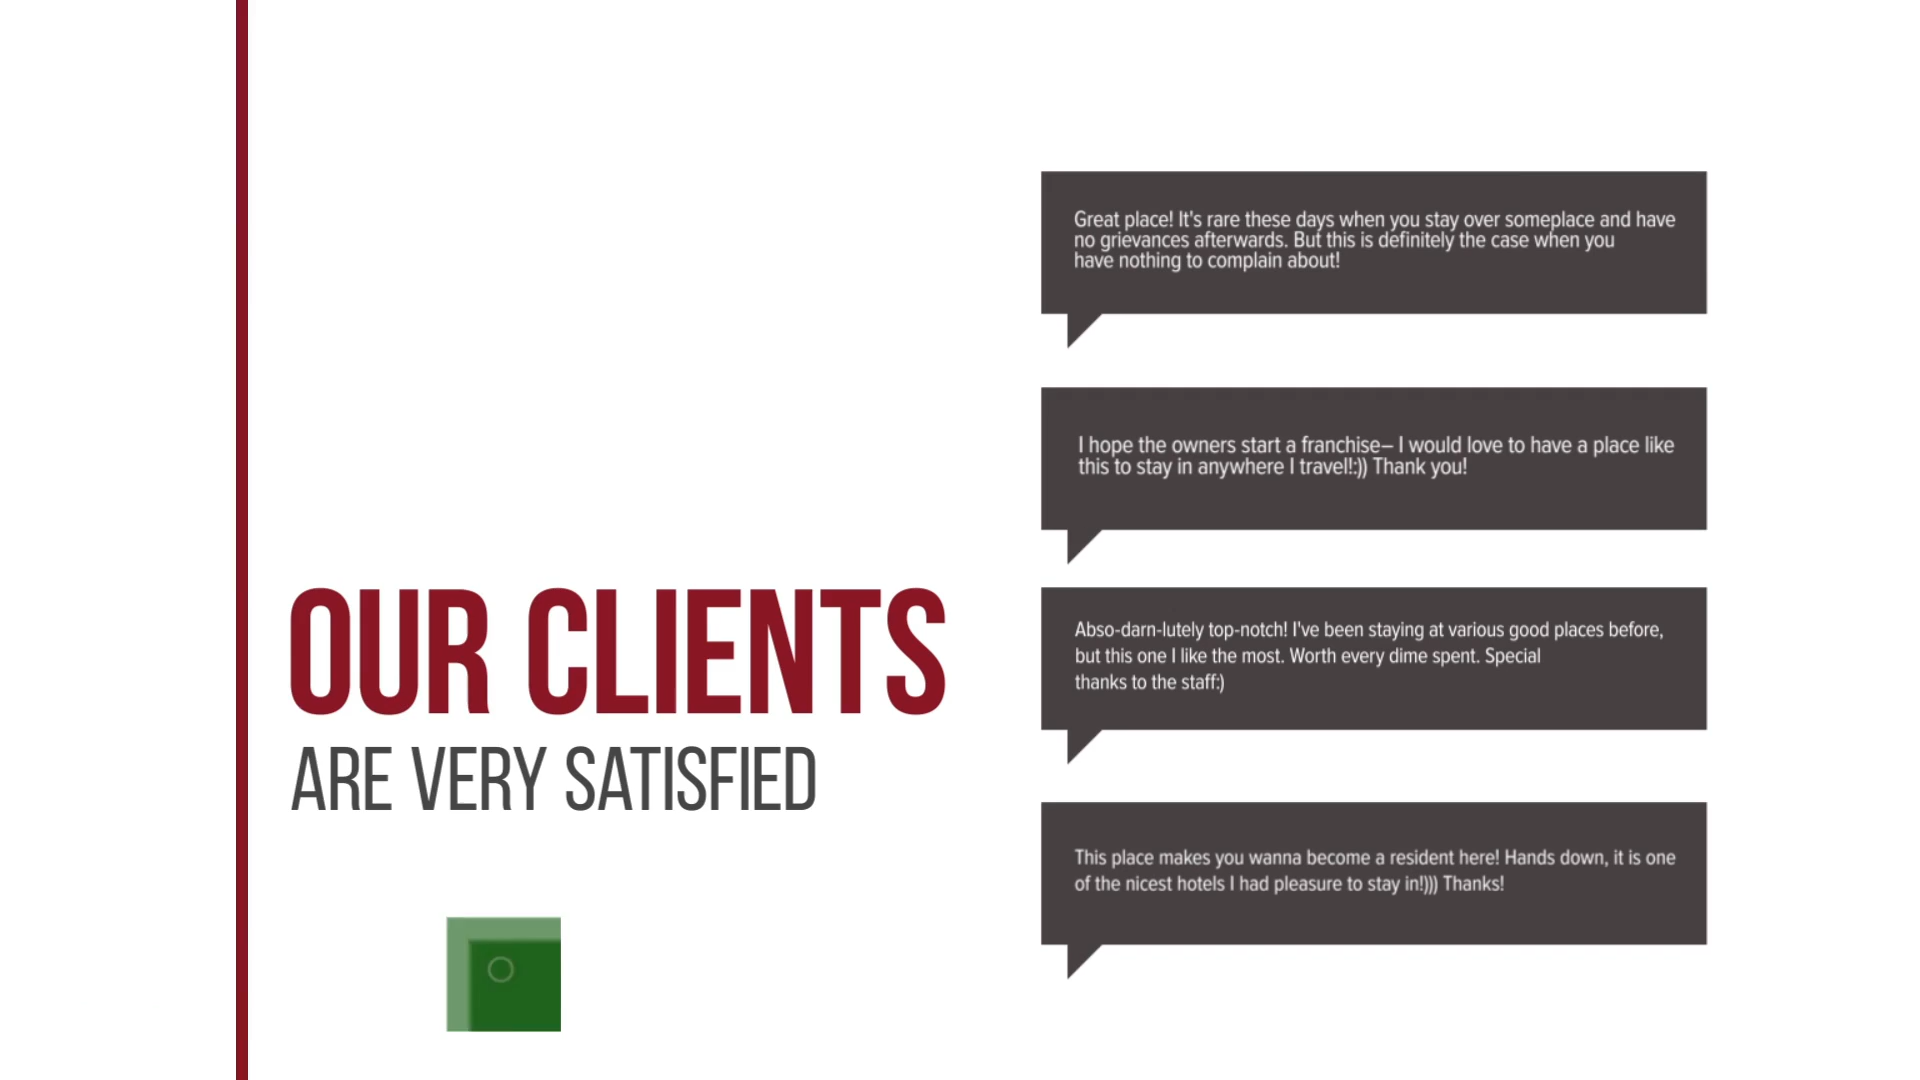 OUR CLIENTS
ARE VERY SATISFIED
Great place! It's rare these days when you stay over someplace and have
no grievances afterwards. But this is definitely the case when you
have nothing to complain about!
I hope the owners start a franchise– I would love to have a place like
this to stay in anywhere I travel!:)) Thank you!
Abso-darn-lutely top-notch! I've been staying at various good places before,
but this one I like the most. Worth every dime spent. Special
thanks to the staff:)
This place makes you wanna become a resident here! Hands down, it is one
of the nicest hotels I had pleasure to stay in!))) Thanks!